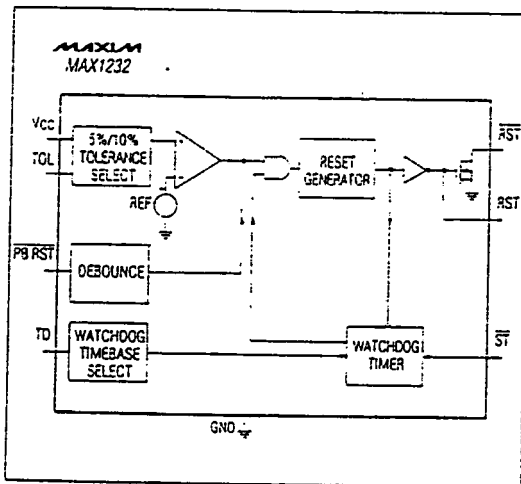 MAXIM
MAX1232
VCC
TOL
5%/10%
TOLERANCE
SELECT
REF
RESET
GENERATOR
RST
RST
PB RST
DEBOUNCE
TD
WATCHDOG
TIMEBASE
SELECT
WATCHDOG
TIMER
ST
GND